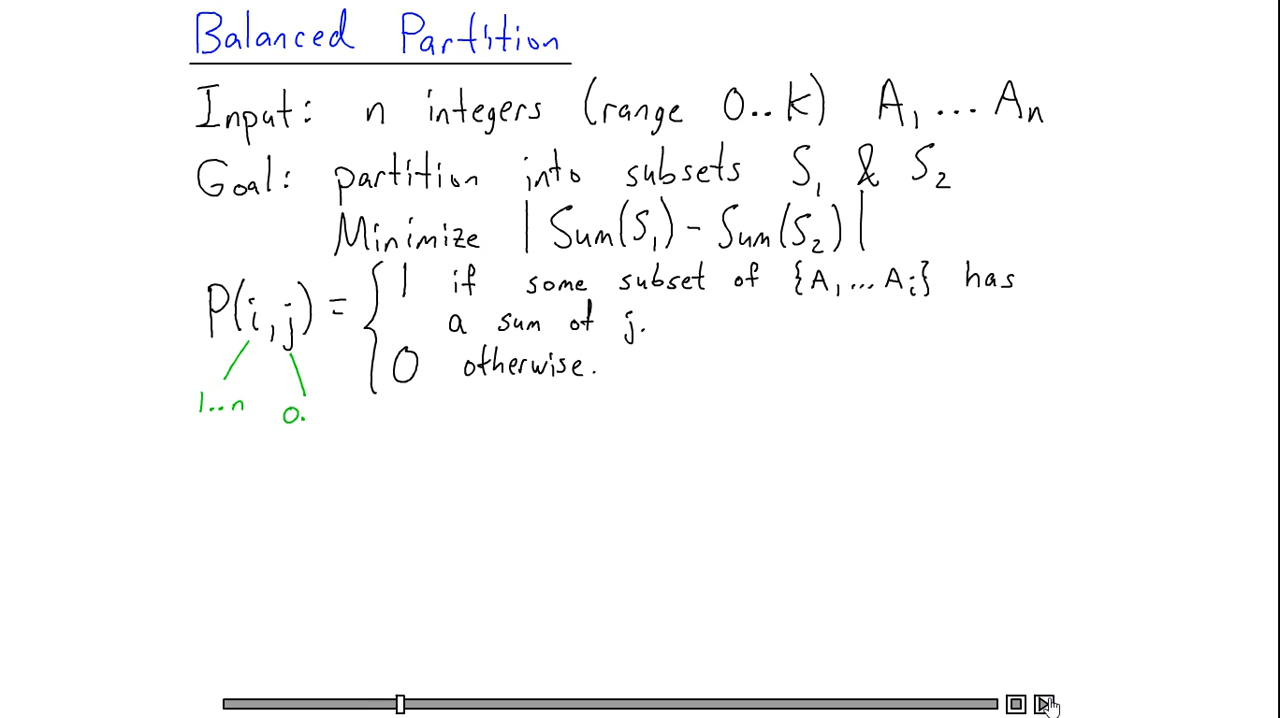 Balanced Partition
Input: n integers (range 0..K) A₁ ... Aₙ
Goal: partition into subsets S₁ & S₂
Minimize | Sum(S₁) - Sum(S₂) |
P(i,j) = { 1 if some subset of {A₁ ... Aᵢ} has
a sum of j.
0 otherwise.
1..n 0.